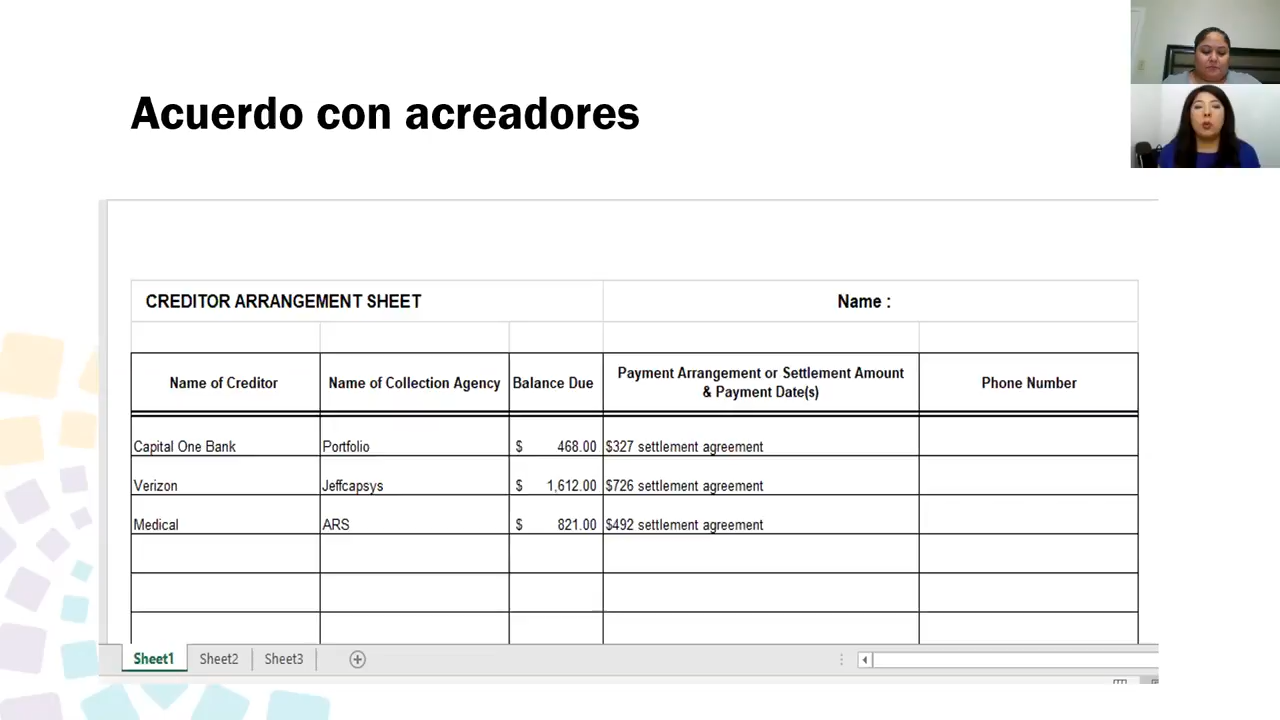 Acuerdo con acreadores
CREDITOR ARRANGEMENT SHEET
Name :
Name of Creditor
Name of Collection Agency
Balance Due
Payment Arrangement or Settlement Amount
& Payment Date(s)
Phone Number
Capital One Bank Portfolio $ 468.00 $327 settlement agreement
Verizon Jeffcapsys $ 1,612.00 $726 settlement agreement
Medical ARS $ 821.00 $492 settlement agreement
Sheet1 Sheet2 Sheet3